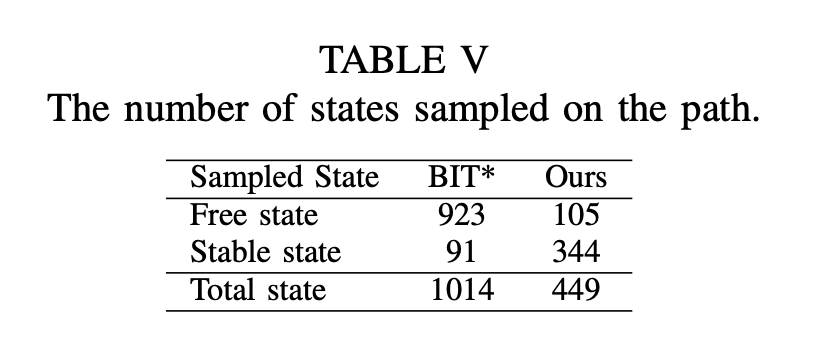 TABLE V
The number of states sampled on the path.
Sampled State BIT* Ours
Free state 923 105
Stable state 91 344
Total state 1014 449